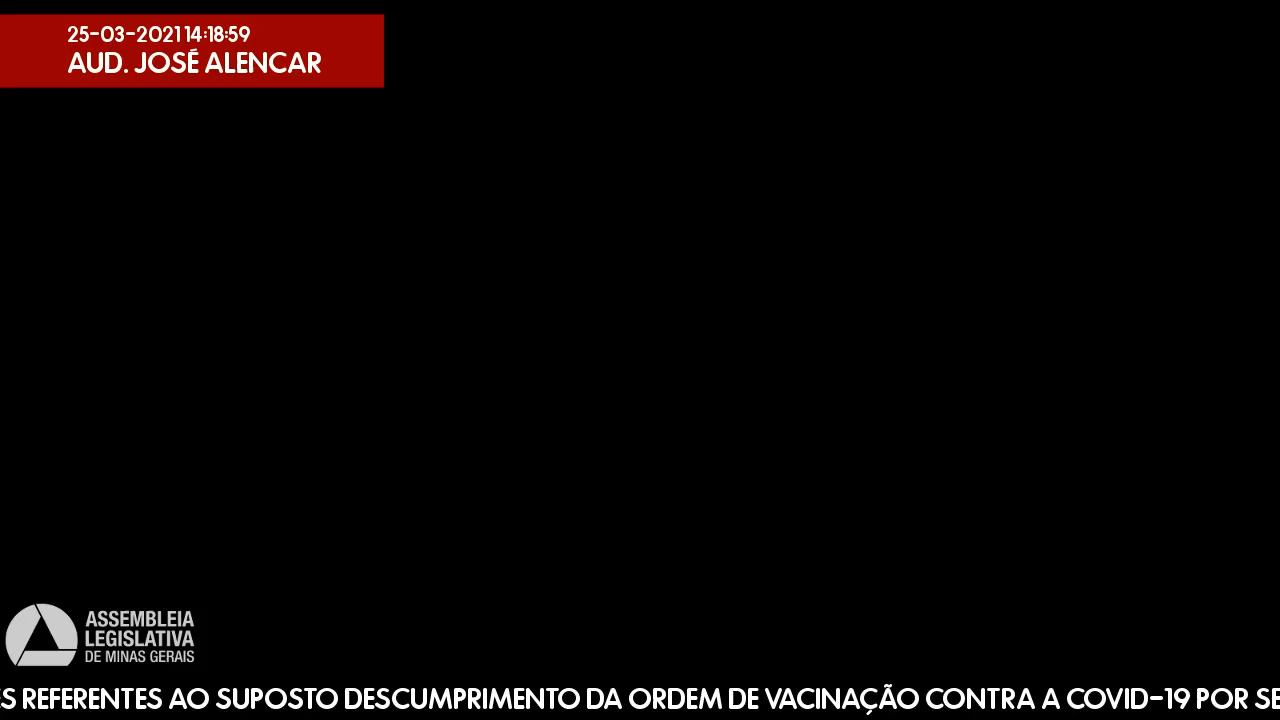 25-03-2021 14:18:59
AUD. JOSÉ ALENCAR
ASSEMBLEIA
LEGISLATIVA
DE MINAS GERAIS
REFERENTES AO SUPOSTO DESCUMPRIMENTO DA ORDEM DE VACINAÇÃO CONTRA A COVID-19 POR